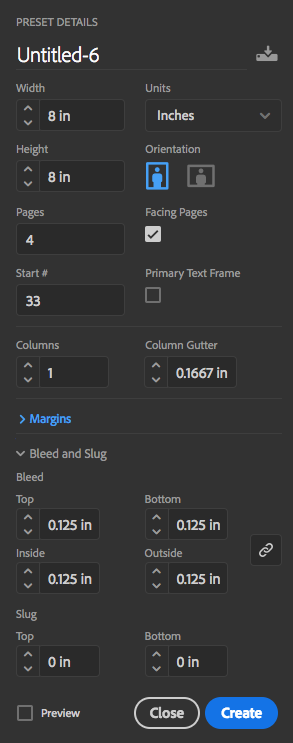 PRESET DETAILS
Untitled-6
Width Units
8 in Inches
Height Orientation
8 in
Pages Facing Pages
4
Start # Primary Text Frame
33
Columns Column Gutter
1 0.1667 in
Margins
Bleed and Slug
Bleed
Top Bottom
0.125 in 0.125 in
Inside Outside
0.125 in 0.125 in
Slug
Top Bottom
0 in 0 in
Preview Close Create